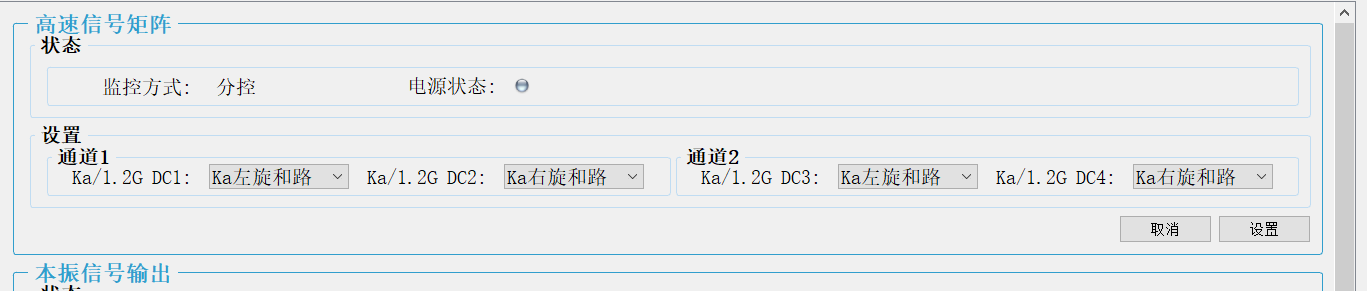 高速信号矩阵
状态
监控方式: 分控 电源状态:
设置
通道1 通道2
Ka/1.2G DC1: Ka左旋和路 Ka/1.2G DC2: Ka右旋和路 Ka/1.2G DC3: Ka左旋和路 Ka/1.2G DC4: Ka右旋和路
取消 设置
本振信号输出
状态